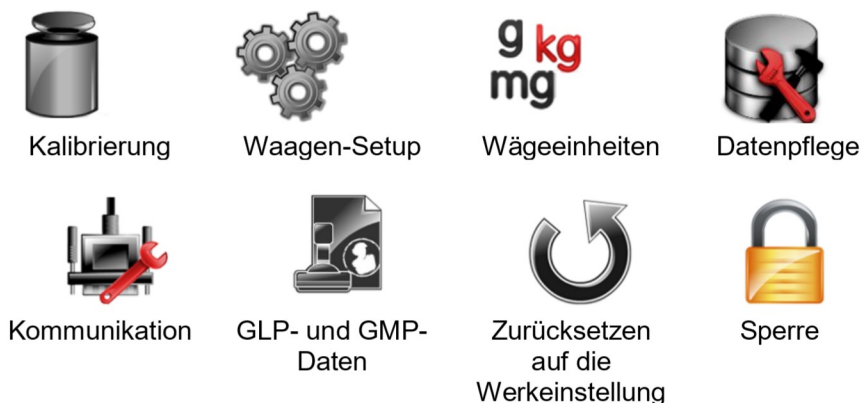 g kg
mg
Kalibrierung
Waagen-Setup
Wägeeinheiten
Datenpflege
Kommunikation
GLP- und GMP-
Daten
Zurücksetzen
auf die
Werkeinstellung
Sperre